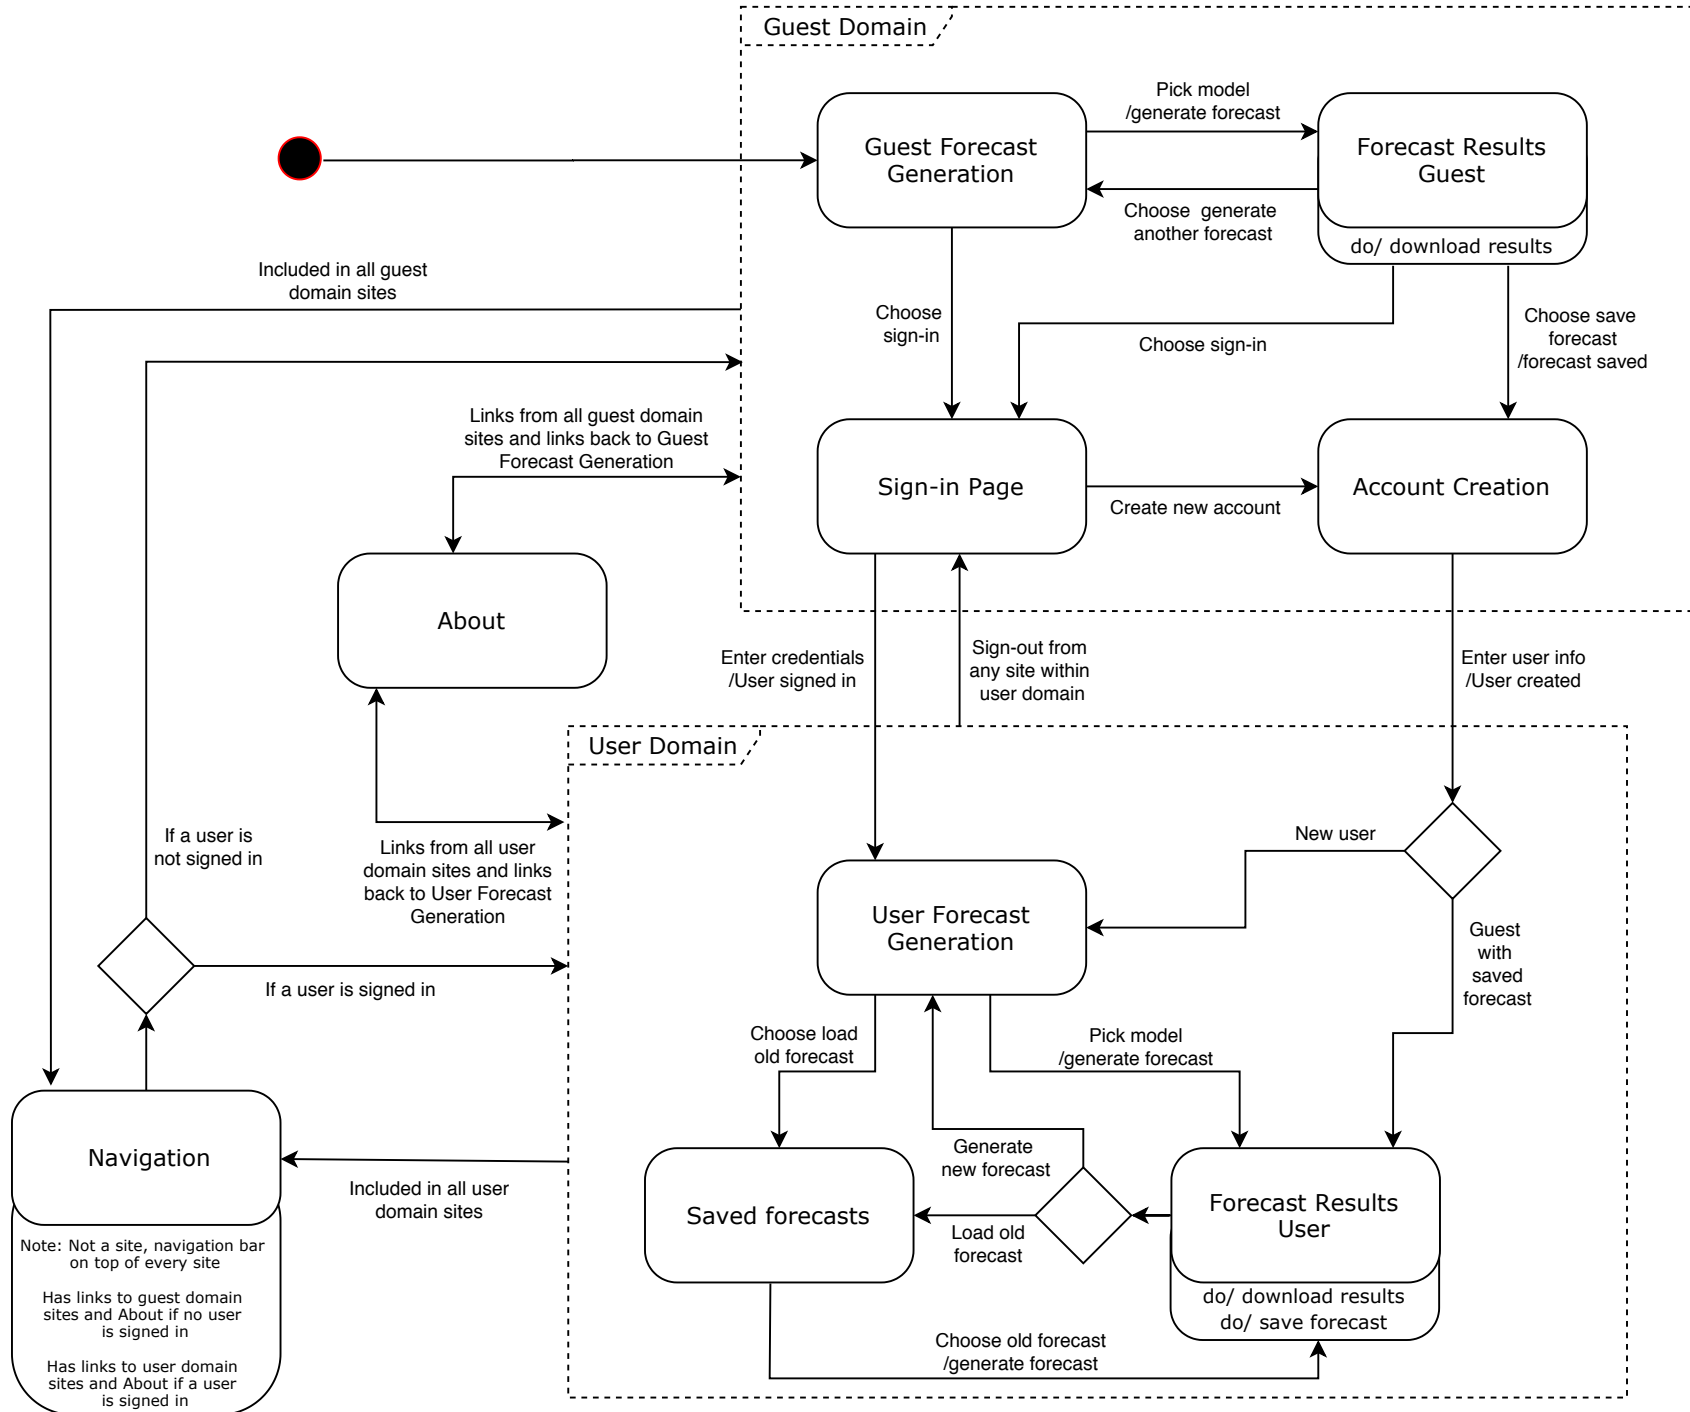 Guest Domain
Pick model
/generate forecast
Guest Forecast
Generation
Forecast Results
Guest
Choose  generate
another forecast
do/ download results
Included in all guest
domain sites
Choose
sign-in
Choose sign-in
Choose save
forecast
/forecast saved
Links from all guest domain
sites and links back to Guest
Forecast Generation
Sign-in Page
Create new account
Account Creation
About
Enter credentials
/User signed in
Sign-out from
any site within
user domain
Enter user info
/User created
User Domain
If a user is
not signed in
Links from all user
domain sites and links
back to User Forecast
Generation
New user
User Forecast
Generation
Guest
with
saved
forecast
If a user is signed in
Choose load
old forecast
Pick model
/generate forecast
Navigation
Generate
new forecast
Included in all user
domain sites
Saved forecasts
Load old
forecast
Forecast Results
User
Note: Not a site, navigation bar
on top of every site
Has links to guest domain
sites and About if no user
is signed in
Has links to user domain
sites and About if a user
is signed in
do/ download results
do/ save forecast
Choose old forecast
/generate forecast